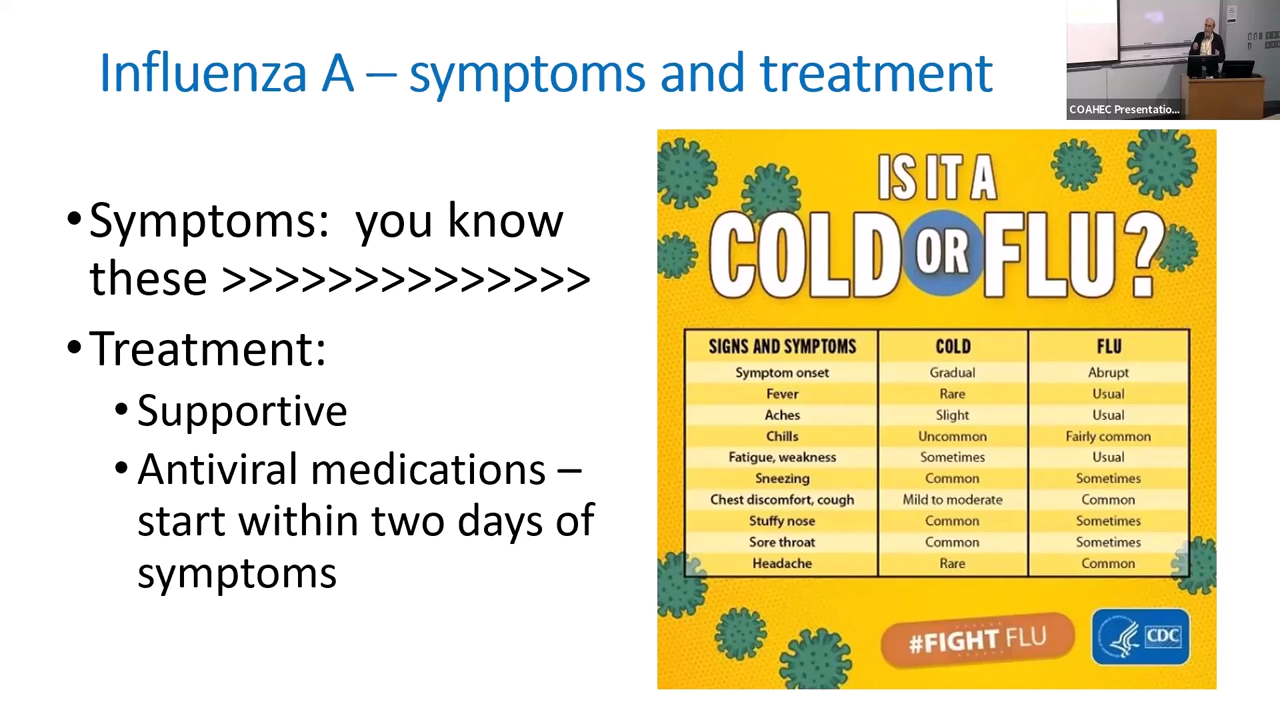 Influenza A – symptoms and treatment
COAHEC Presentatio...
•Symptoms: you know
these >>>>>>>>>>>>>>
•Treatment:
•Supportive
•Antiviral medications –
start within two days of
symptoms
IS IT A
COLD OR FLU?
SIGNS AND SYMPTOMS COLD FLU
Symptom onset Gradual Abrupt
Fever Rare Usual
Aches Slight Usual
Chills Uncommon Fairly common
Fatigue, weakness Sometimes Usual
Sneezing Common Sometimes
Chest discomfort, cough Mild to moderate Common
Stuffy nose Common Sometimes
Sore throat Common Sometimes
Headache Rare Common
#FIGHT FLU
CDC